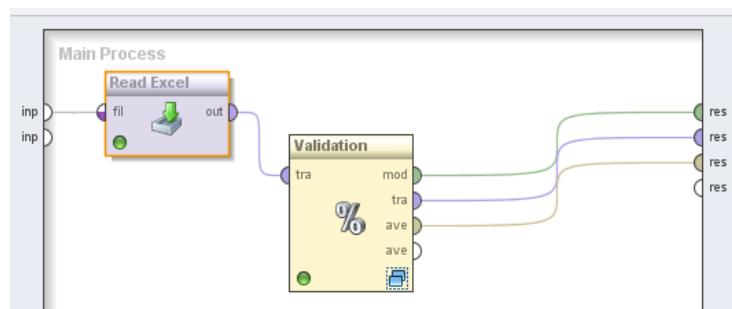 Main Process
Read Excel
inp fil out res
inp res
Validation
res
tra mod res
tra
% ave
ave